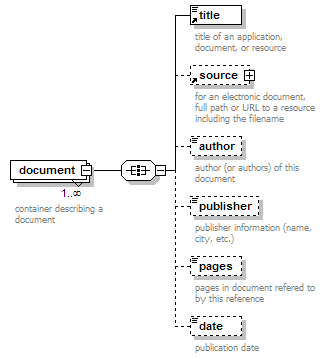 title
title of an application,
document, or resource
source
for an electronic document,
full path or URL to a resource
including the filename
author
author (or authors) of this
document
document
1..∞
container describing a
document
publisher
publisher information (name,
city, etc.)
pages
pages in document refered to
by this reference
date
publication date